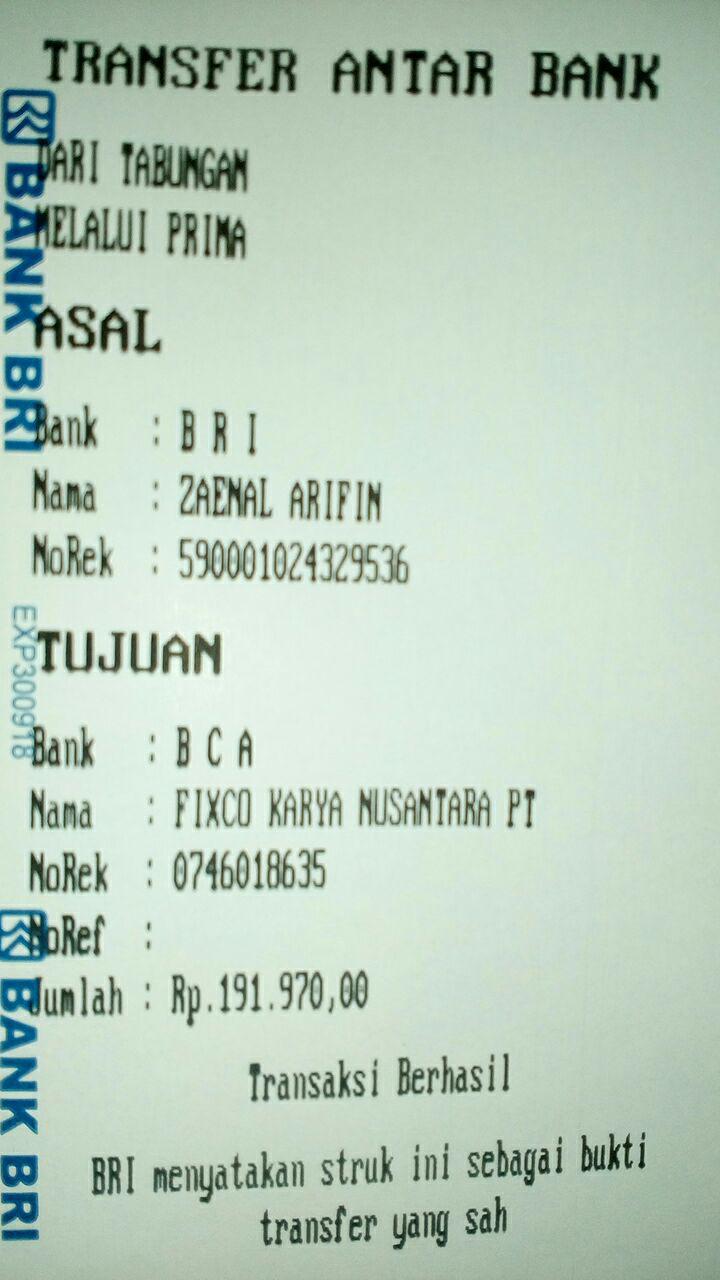 TRANSFER ANTAR BANK
DARI TABUNGAN
MELALUI PRIMA
ASAL
Bank : B R I
Nama : ZAENAL ARIFIN
NoRek : 590001024329536
TUJUAN
Bank : B C A
Nama : FIXCO KARYA NUSANTARA PT
NoRek : 0746018635
NoRef :
Jumlah : Rp.191.970,00
Transaksi Berhasil
BRI menyatakan struk ini sebagai bukti
transfer yang sah
BANK BRI
EXP300918
BANK BRI